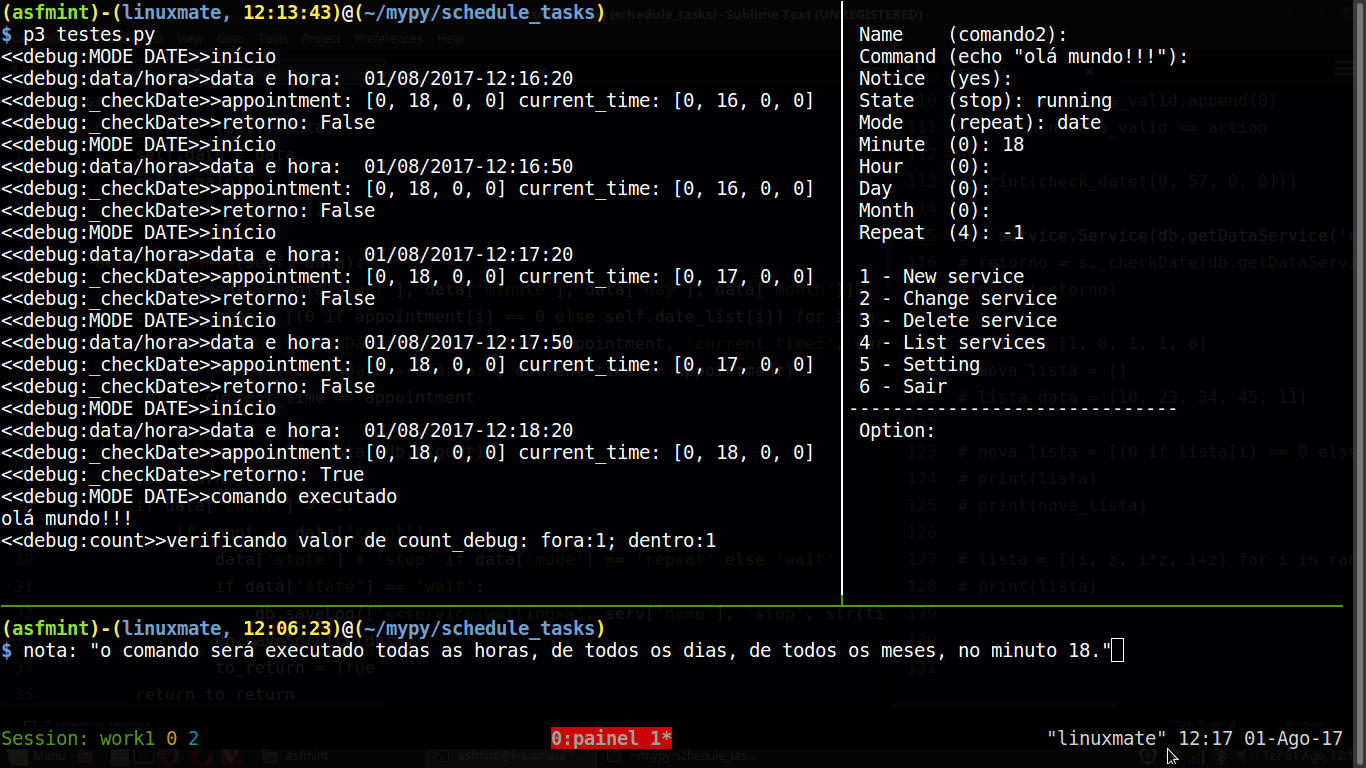 (asfmint)-(linuxmate, 12:13:43)@(~/mypy/schedule_tasks)
$ p3 testes.py
<<debug:MODE DATE>>início
<<debug:data/hora>>data e hora:  01/08/2017-12:16:20
<<debug:_checkDate>>appointment: [0, 18, 0, 0] current_time: [0, 16, 0, 0]
<<debug:_checkDate>>retorno: False
<<debug:MODE DATE>>início
<<debug:data/hora>>data e hora:  01/08/2017-12:16:50
<<debug:_checkDate>>appointment: [0, 18, 0, 0] current_time: [0, 16, 0, 0]
<<debug:_checkDate>>retorno: False
<<debug:MODE DATE>>início
<<debug:data/hora>>data e hora:  01/08/2017-12:17:20
<<debug:_checkDate>>appointment: [0, 18, 0, 0] current_time: [0, 17, 0, 0]
<<debug:_checkDate>>retorno: False
<<debug:MODE DATE>>início
<<debug:data/hora>>data e hora:  01/08/2017-12:17:50
<<debug:_checkDate>>appointment: [0, 18, 0, 0] current_time: [0, 17, 0, 0]
<<debug:_checkDate>>retorno: False
<<debug:MODE DATE>>início
<<debug:data/hora>>data e hora:  01/08/2017-12:18:20
<<debug:_checkDate>>appointment: [0, 18, 0, 0] current_time: [0, 18, 0, 0]
<<debug:_checkDate>>retorno: True
<<debug:MODE DATE>>comando executado
olá mundo!!!
<<debug:count>>verificando valor de count_debug: fora:1; dentro:1
Name    (comando2):
Command (echo "olá mundo!!!"):
Notice  (yes):
State   (stop): running
Mode    (repeat): date
Minute  (0): 18
Hour    (0):
Day     (0):
Month   (0):
Repeat  (4): -1
1 - New service
2 - Change service
3 - Delete service
4 - List services
5 - Setting
6 - Sair
------------------------------
Option:
(asfmint)-(linuxmate, 12:06:23)@(~/mypy/schedule_tasks)
$ nota: "o comando será executado todas as horas, de todos os dias, de todos os meses, no minuto 18."
Session: work1 0 2
0:painel 1*
"linuxmate" 12:17 01-Ago-17